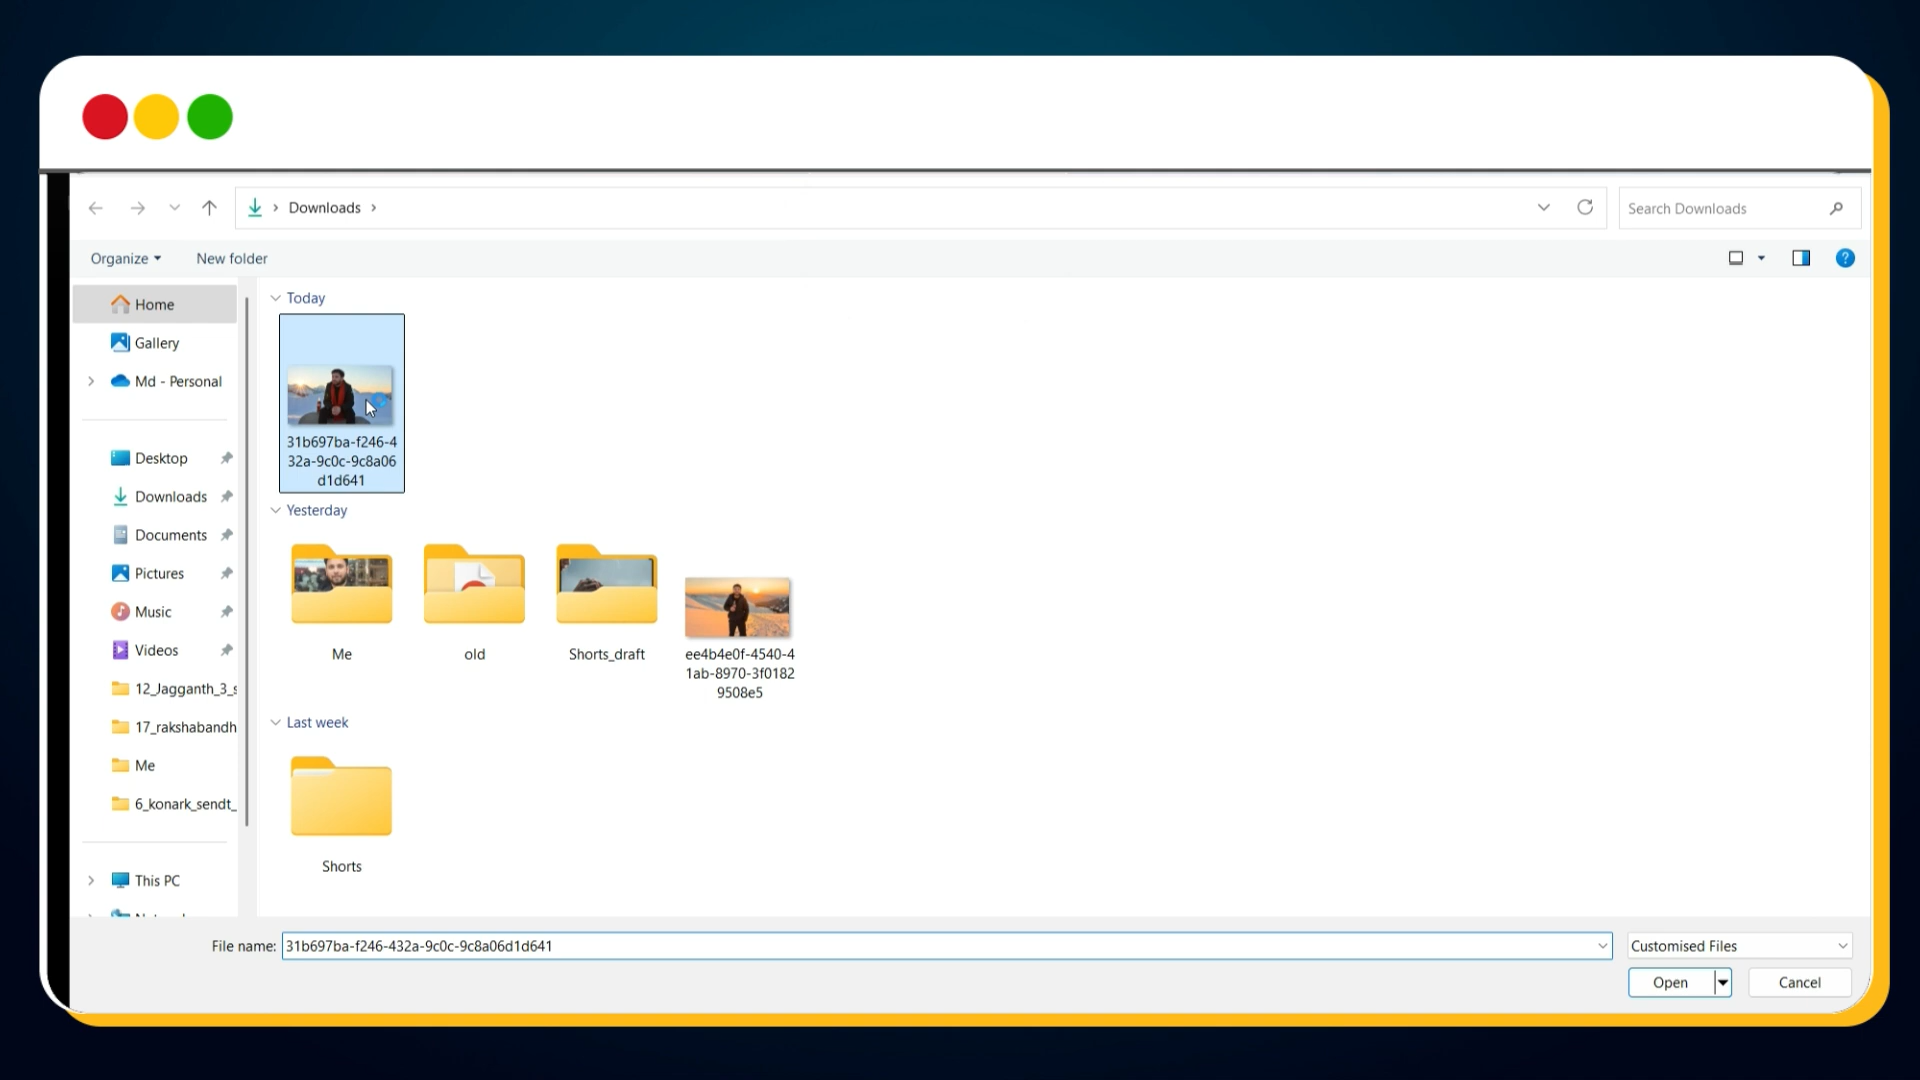 Downloads
Search Downloads
Organize
New folder
Home
Gallery
Md - Personal
Desktop
Downloads
Documents
Pictures
Music
Videos
12_Jagganth_3_s
17_rakshabandh
Me
6_konark_sendt_
This PC
Today
31b697ba-f246-4
32a-9c0c-9c8a06
d1d641
Yesterday
Me
old
Shorts_draft
ee4b4e0f-4540-4
1ab-8970-3f0182
9508e5
Last week
Shorts
File name: 31b697ba-f246-432a-9c0c-9c8a06d1d641
Customised Files
Open
Cancel